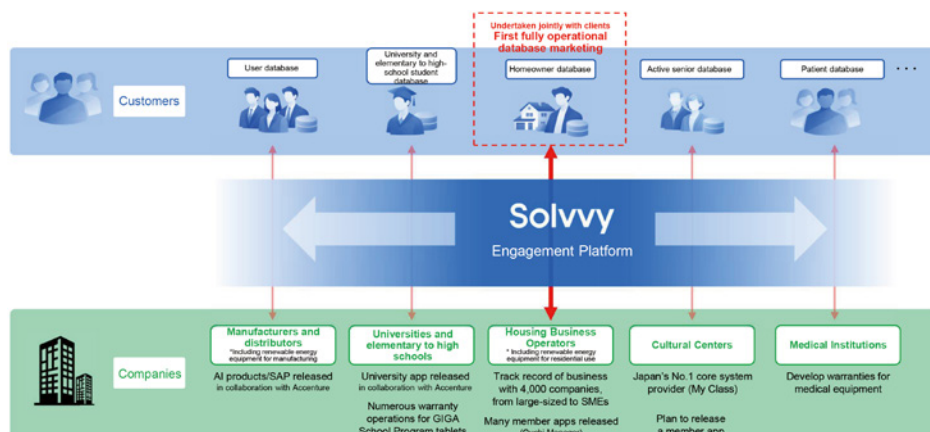 Undertaken jointly with clients
First fully operational
database marketing
Customers
User database
University and
elementary to high-
school student
database
Homeowner database
Active senior database
Patient database
...
Solvvy
Engagement Platform
Companies
Manufacturers and
distributors
*Including renewable energy
equipment for manufacturing
AI products/SAP released
in collaboration with Accenture
Universities and
elementary to high
schools
University app released
in collaboration with Accenture
Numerous warranty
operations for GIGA
School Program tablets
Housing Business
Operators
* Including renewable energy
equipment for residential use
Track record of business
with 4,000 companies,
from large-sized to SMEs
Many member apps released
Cultural Centers
Japan's No.1 core system
provider (My Class)
Plan to release
a member app
Medical Institutions
Develop warranties for
medical equipment